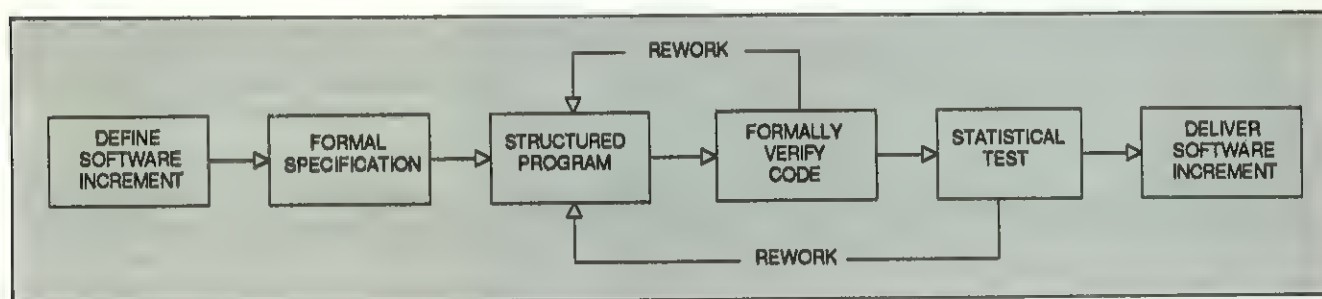 REWORK
DEFINE
SOFTWARE
INCREMENT
FORMAL
SPECIFICATION
STRUCTURED
PROGRAM
FORMALLY
VERIFY
CODE
STATISTICAL
TEST
DELIVER
SOFTWARE
INCREMENT
REWORK